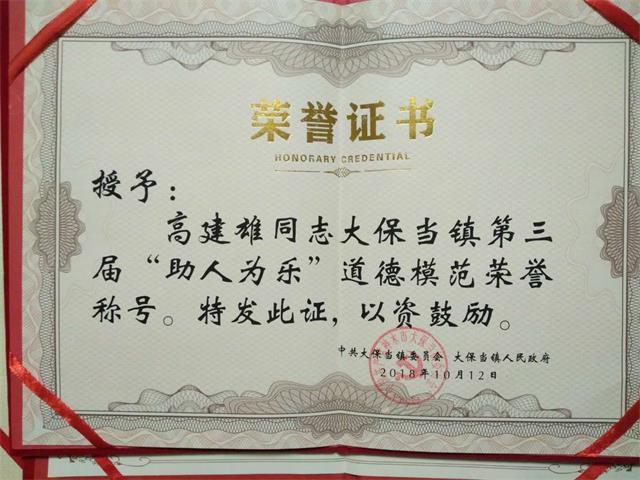 荣誉证书
HONORARY CREDENTIAL
授予：
高建雄同志大保当镇第三
届“助人为乐”道德模范荣誉
称号。特发此证，以资鼓励。
中共大保当镇委员会 大保当镇人民政府
2018年10月12日